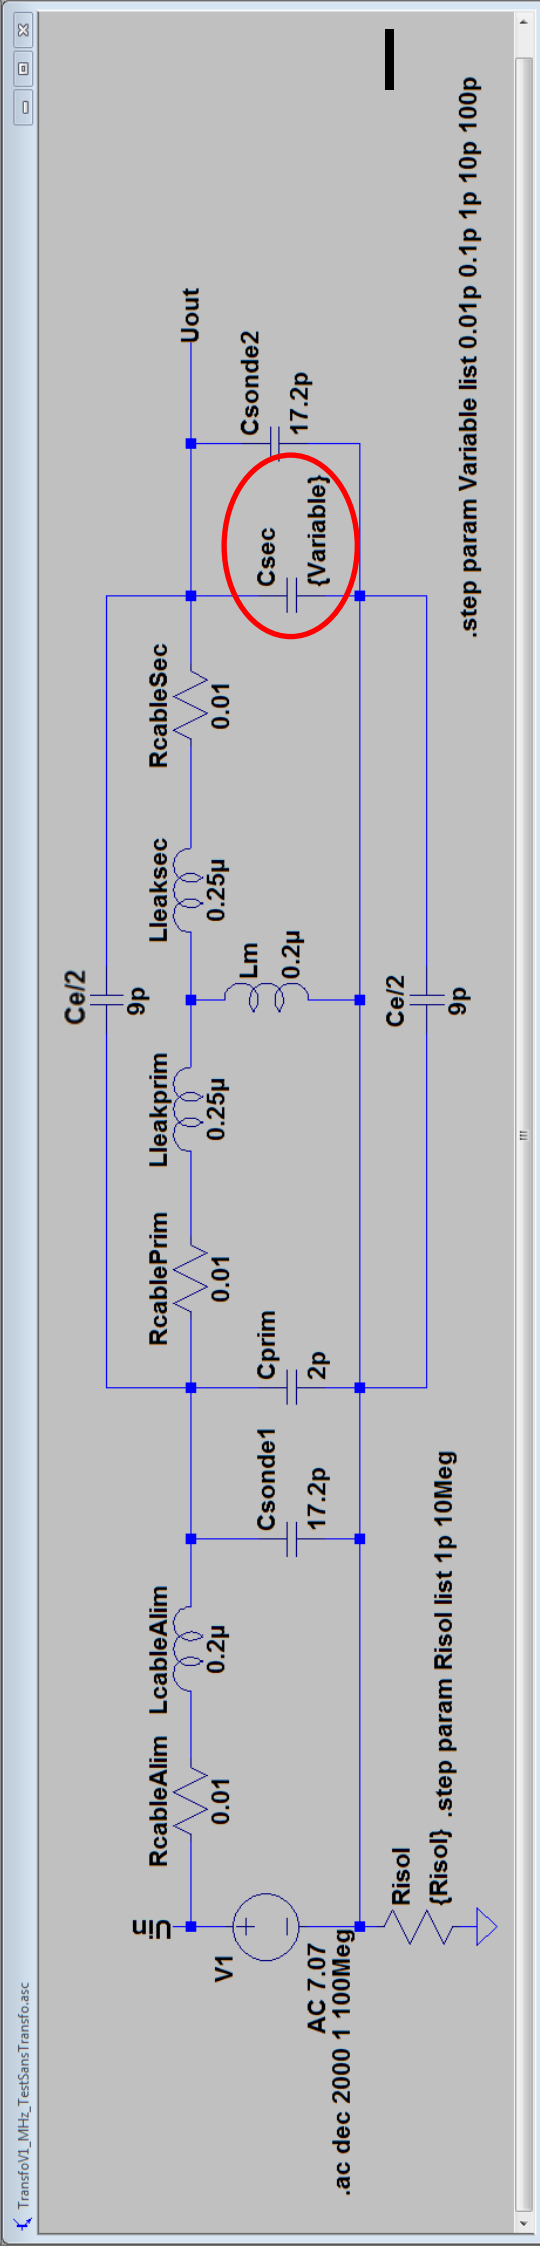 TransfoV1_MHz_TestSansTransfo.asc
Uin
V1
AC 7.07
.ac dec 2000 1 100Meg
RcableAlim
0.01
LcableAlim
0.2µ
Risol
{Risol}
.step param Risol list 1p 10Meg
Csonde1
17.2p
Cprim
2p
RcablePrim
0.01
Lleakprim
0.25µ
Ce/2
9p
Lm
0.2µ
Ce/2
9p
Lleaksec
0.25µ
RcableSec
0.01
Csec
{Variable}
Csonde2
17.2p
Uout
.step param Variable list 0.01p 0.1p 1p 10p 100p